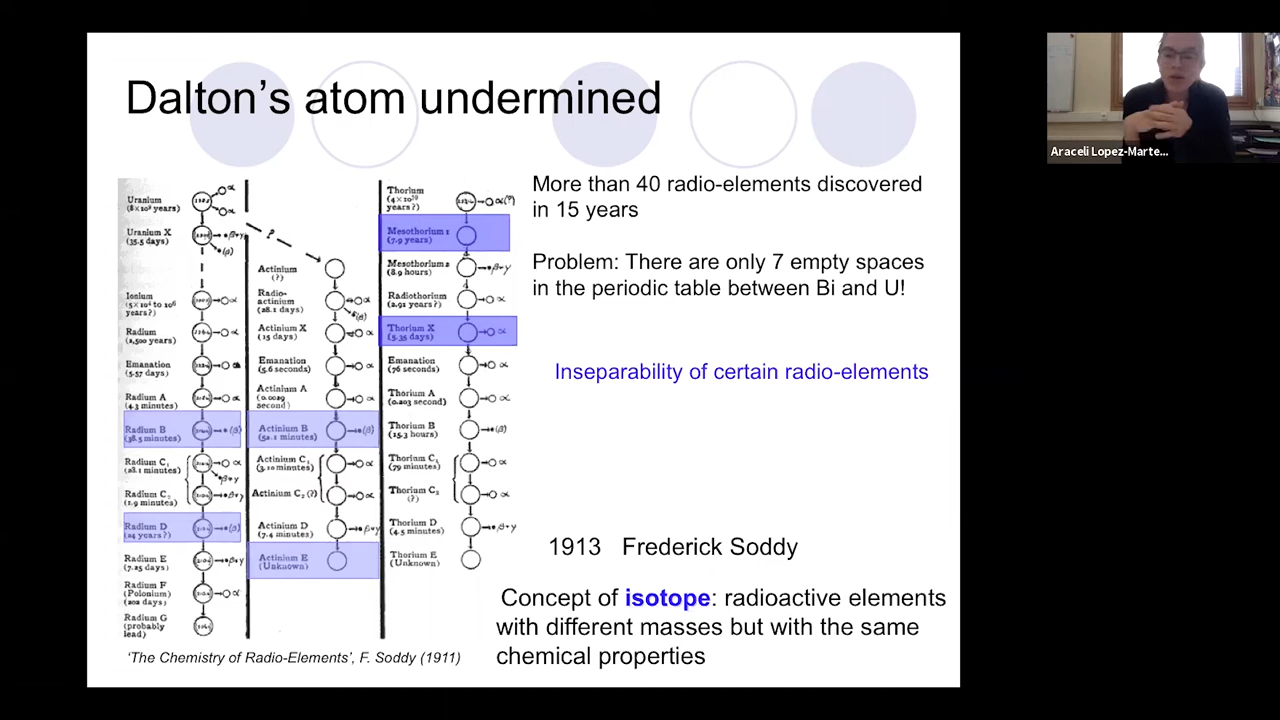 Dalton's atom undermined
Uranium
(8×10⁹ years)
Uranium X
(35.5 days)
Ionium
(5×10⁴ to 10⁶
years?)
Radium
(2,500 years)
Emanation
(5.57 days)
Radium A
(4.3 minutes)
Radium B
(38.5 minutes)
Radium C₁
(28.1 minutes)
Radium C₂
(1.9 minutes)
Radium D
(24 years?)
Radium E
(7.25 days)
Radium F
(Polonium)
(202 days)
Radium G
(probably
lead)
?
Actinium
(?)
Radio-
actinium
(28.1 days)
Actinium X
(15 days)
Emanation
(5.6 seconds)
Actinium A
(0.0029
second)
Actinium B
(52.1 minutes)
Actinium C₁
(3.10 minutes)
Actinium C₂ (?)
Actinium D
(7.4 minutes)
Actinium E
(Unknown)
Thorium
years?)
Mesothorium 1
(7.9 years)
Mesothorium 2
(8.9 hours)
Radiothorium
(2.91 years?)
Thorium X
(5.35 days)
Emanation
(76 seconds)
Thorium A
(0.203 second)
Thorium B
(15.3 hours)
Thorium C₁
(79 minutes)
Thorium C₂
(?)
Thorium D
(4.5 minutes)
Thorium E
(Unknown)
'The Chemistry of Radio-Elements', F. Soddy (1911)
More than 40 radio-elements discovered
in 15 years
Problem: There are only 7 empty spaces
in the periodic table between Bi and U!
Inseparability of certain radio-elements
1913 Frederick Soddy
Concept of isotope: radioactive elements
with different masses but with the same
chemical properties
Araceli Lopez-Marte...